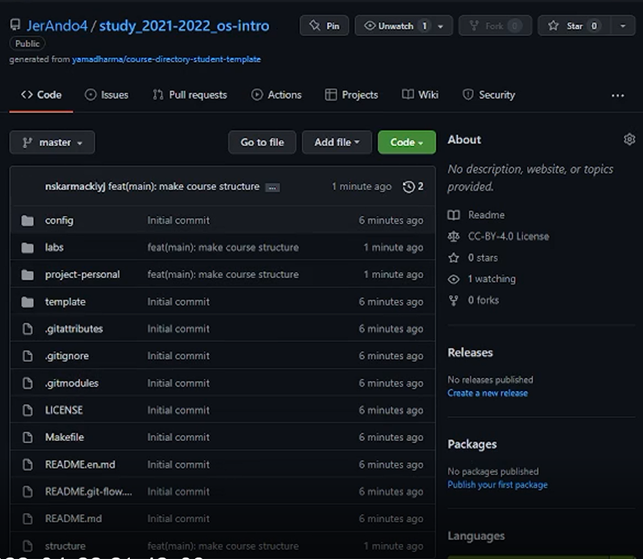 JerAndo4 / study_2021-2022_os-intro
Pin Unwatch 1 Fork 0 Star 0
Public
generated from yamadharma/course-directory-student-template
Code Issues Pull requests Actions Projects Wiki Security ...
master Go to file Add file Code About
No description, website, or topics provided.
nskarmackiyj feat(main): make course structure ... 1 minute ago 2
config Initial commit 6 minutes ago
labs feat(main): make course structure 1 minute ago
project-personal feat(main): make course structure 1 minute ago
template Initial commit 6 minutes ago
.gitattributes Initial commit 6 minutes ago
.gitignore Initial commit 6 minutes ago
.gitmodules Initial commit 6 minutes ago
LICENSE Initial commit 6 minutes ago
Makefile Initial commit 6 minutes ago
README.en.md Initial commit 6 minutes ago
README.git-flow.... Initial commit 6 minutes ago
README.md Initial commit 6 minutes ago
structure feat(main): make course structure 1 minute ago
Readme
CC-BY-4.0 License
0 stars
1 watching
0 forks
Releases
No releases published
Create a new release
Packages
No packages published
Publish your first package
Languages